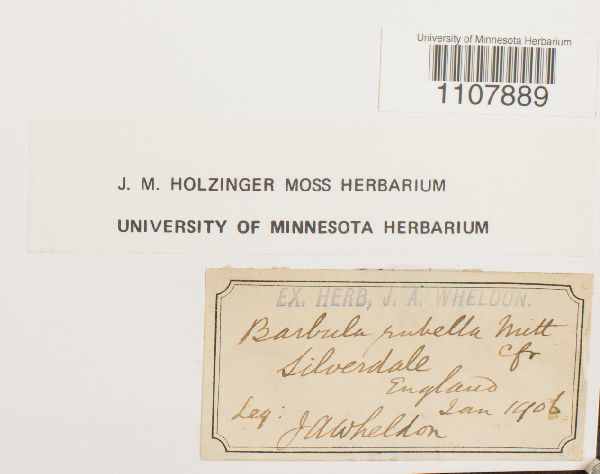 University of Minnesota Herbarium
1107889
J. M. HOLZINGER MOSS HERBARIUM
UNIVERSITY OF MINNESOTA HERBARIUM
EX. HERB, J. A. WHELDON.
Barbula rubella Mitt
cfr
Silverdale
England
Jan 1906
Leg:
JAWheldon